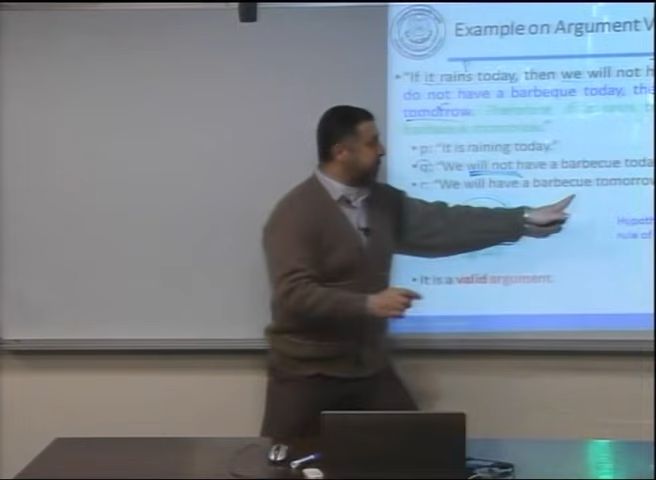 Example on Argument V
• "If it rains today, then we will not h
do not have a barbeque today, the
tomorrow.
• p: "It is raining today."
• q: "We will not have a barbecue toda
• r: "We will have a barbecue tomorrow
Hypoth
rule of
• It is a valid argument